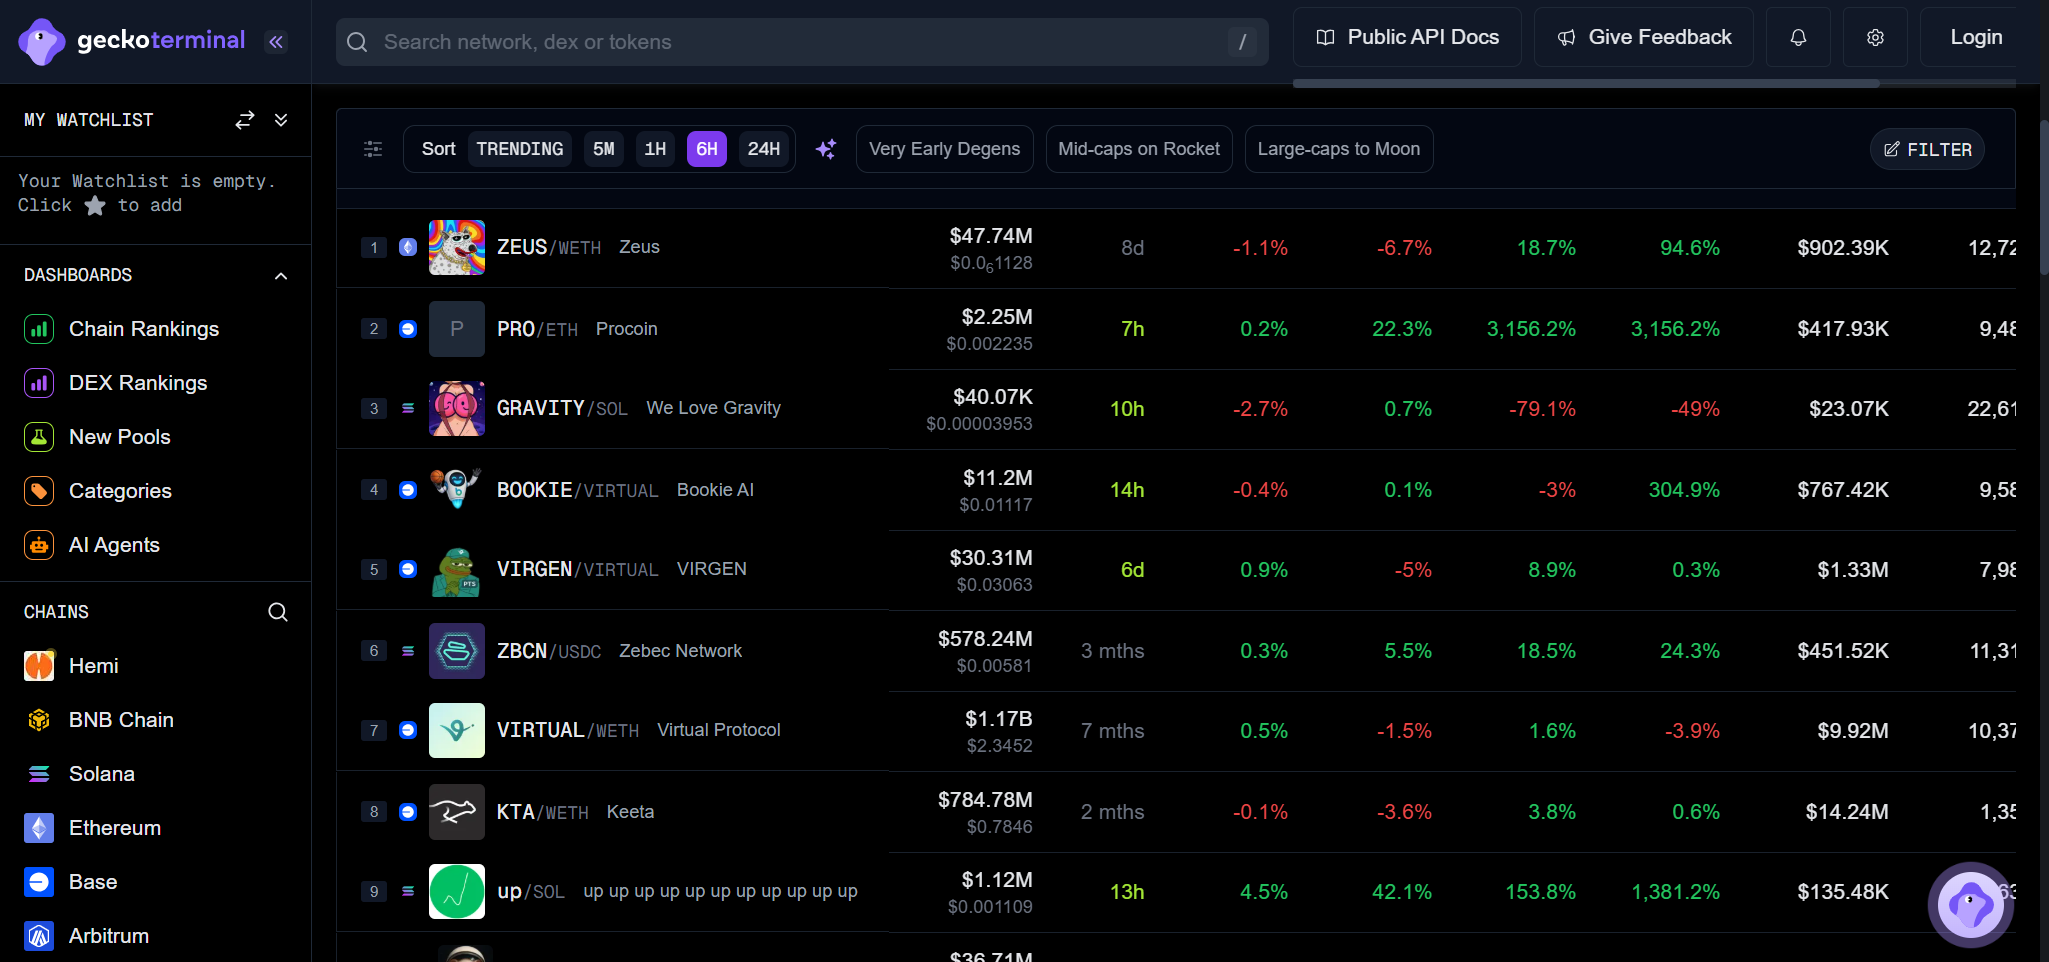 geckoterminal
Search network, dex or tokens
/
Public API Docs
Give Feedback
Login
MY WATCHLIST
Your Watchlist is empty.
Click to add
DASHBOARDS
Chain Rankings
DEX Rankings
New Pools
Categories
AI Agents
CHAINS
Hemi
BNB Chain
Solana
Ethereum
Base
Arbitrum
Sort TRENDING 5M 1H 6H 24H Very Early Degens Mid-caps on Rocket Large-caps to Moon FILTER
1 ZEUS/WETH Zeus $47.74M 8d -1.1% -6.7% 18.7% 94.6% $902.39K 12,72
$0.0₆1128
2 P PRO/ETH Procoin $2.25M 7h 0.2% 22.3% 3,156.2% 3,156.2% $417.93K 9,48
$0.002235
3 GRAVITY/SOL We Love Gravity $40.07K 10h -2.7% 0.7% -79.1% -49% $23.07K 22,61
$0.00003953
4 BOOKIE/VIRTUAL Bookie AI $11.2M 14h -0.4% 0.1% -3% 304.9% $767.42K 9,58
$0.01117
5 PTS VIRGEN/VIRTUAL VIRGEN $30.31M 6d 0.9% -5% 8.9% 0.3% $1.33M 7,98
$0.03063
6 ZBCN/USDC Zebec Network $578.24M 3 mths 0.3% 5.5% 18.5% 24.3% $451.52K 11,31
$0.00581
7 VIRTUAL/WETH Virtual Protocol $1.17B 7 mths 0.5% -1.5% 1.6% -3.9% $9.92M 10,37
$2.3452
8 KTA/WETH Keeta $784.78M 2 mths -0.1% -3.6% 3.8% 0.6% $14.24M 1,35
$0.7846
9 up/SOL up up up up up up up up up up up $1.12M 13h 4.5% 42.1% 153.8% 1,381.2% $135.48K 63
$0.001109
$36.71M